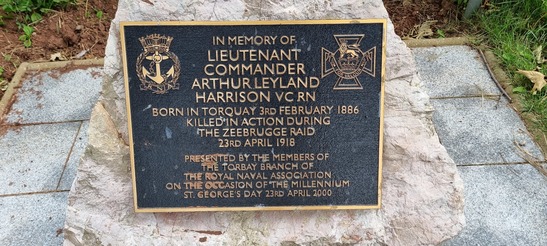 IN MEMORY OF
LIEUTENANT
COMMANDER
ARTHUR LEYLAND
HARRISON VC RN
BORN IN TORQUAY 3RD FEBRUARY 1886
KILLED IN ACTION DURING
THE ZEEBRUGGE RAID
23RD APRIL 1918
PRESENTED BY THE MEMBERS OF
THE TORBAY BRANCH OF
THE ROYAL NAVAL ASSOCIATION
ON THE OCCASION OF THE MILLENNIUM
ST. GEORGE'S DAY 23RD APRIL 2000